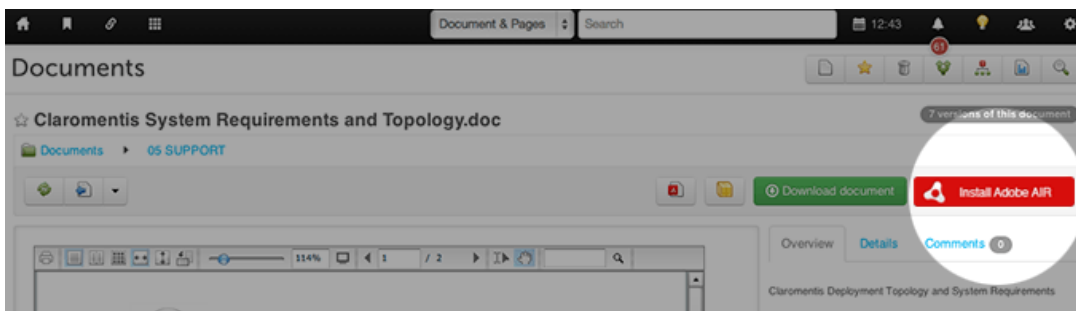 Document & Pages
Search
12:43
61
Documents
7 versions of this document
Claromentis System Requirements and Topology.doc
Documents
05 SUPPORT
Download document
Install Adobe AIR
Overview
Details
Comments 0
114%
1
/ 2
Claromentis Deployment Topology and System Requirements